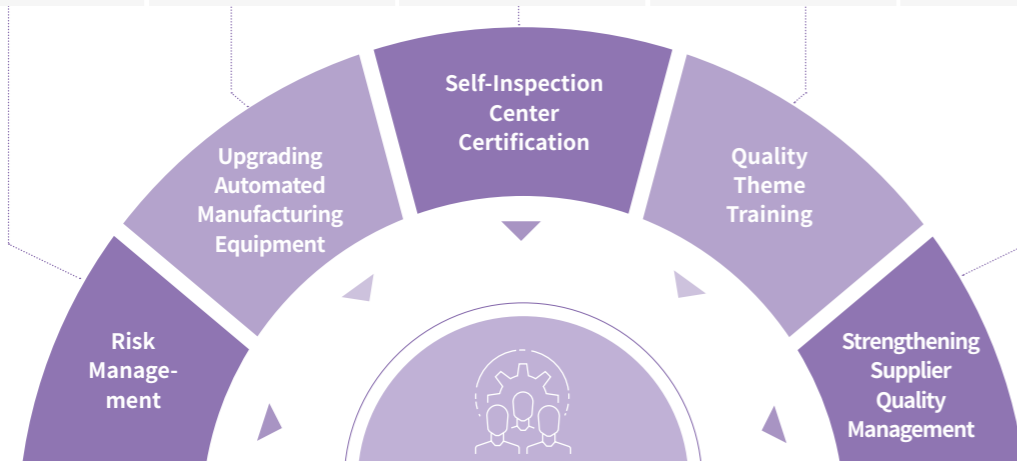 Self-Inspection
Center
Certification
Upgrading
Automated
Manufacturing
Equipment
Quality
Theme
Training
Risk
Manage-
ment
Strengthening
Supplier
Quality
Management